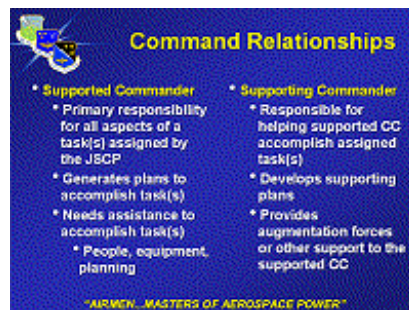 Command Relationships
* Supported Commander
* Primary responsibility
for all aspects of a
task(s) assigned by
the JSCP
* Generates plans to
accomplish task(s)
* Needs assistance to
accomplish task(s)
* People, equipment,
planning
* Supporting Commander
* Responsible for
helping supported CC
accomplish assigned
task(s)
* Develops supporting
plans
* Provides
augmentation forces
or other support to the
supported CC
"AIRMEN...MASTERS OF AEROSPACE POWER"